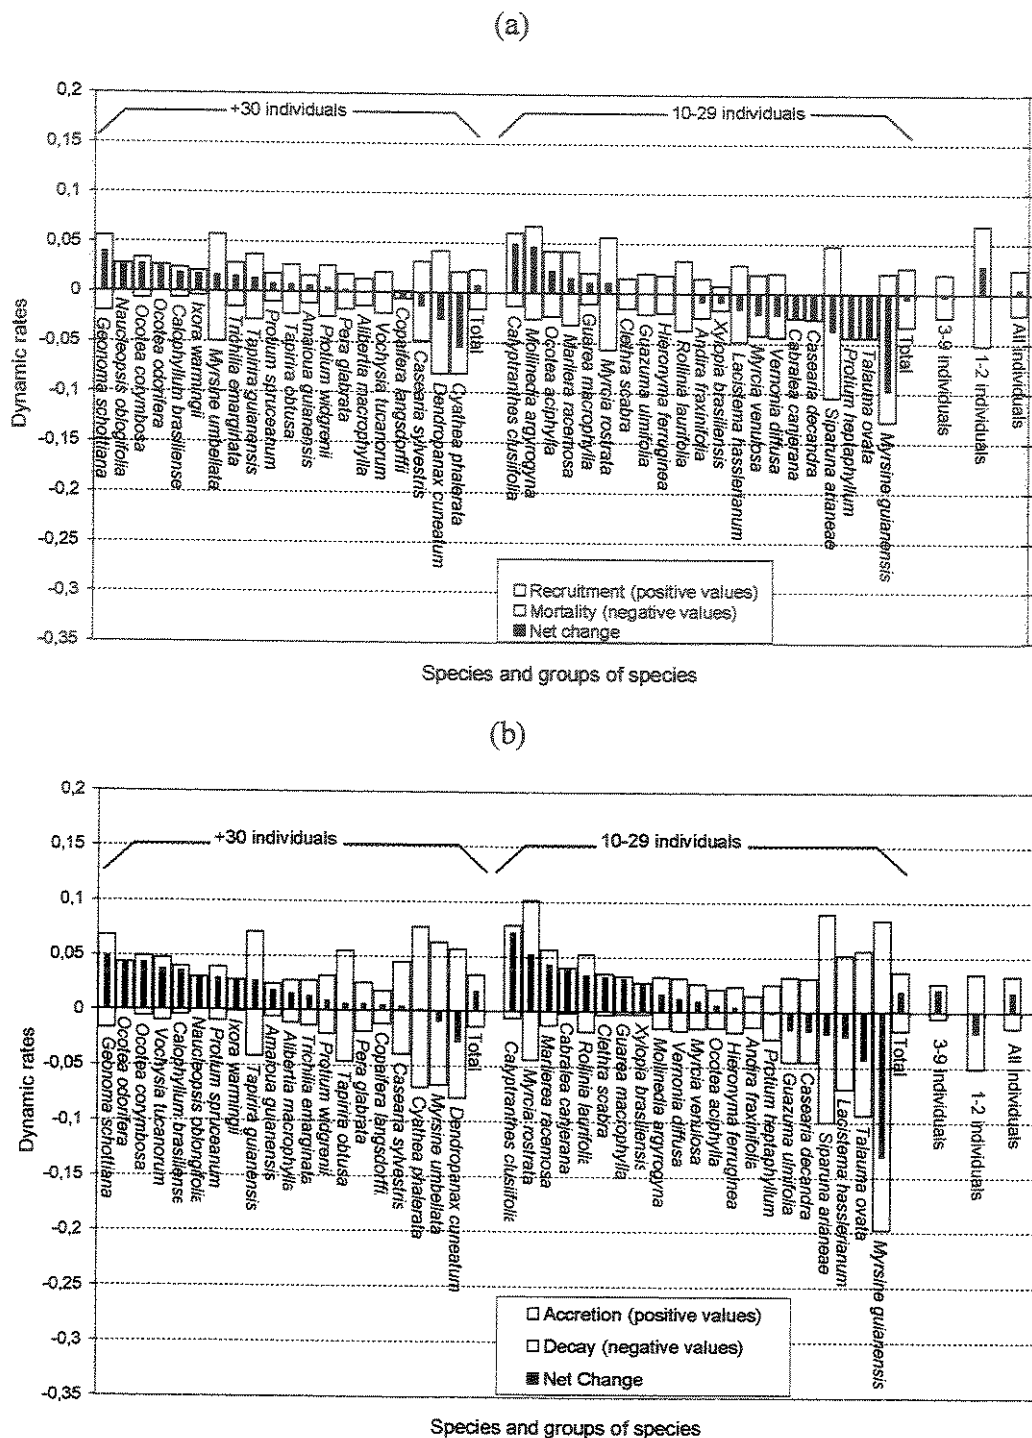 (a)
0,2
0,15
0,1
0,05
0
-0,05
-0,1
-0,15
-0,2
-0,25
-0,3
-0,35
Dynamic rates
+30 individuals
10-29 individuals
Geonoma schottiana
Naucleopsis oblogifolia
Ocotea corymbosa
Ocotea odorifera
Calophyllum brasiliense
Ixora warmingii
Myrsine umbellata
Trichilia emarginata
Tapirira guianensis
Protium spruceanum
Tapirira obtusa
Amaioua guianensis
Protium widgrenii
Pera glabrata
Alibertia macrophylla
Vochysia tucanorum
Copaifera langsdorffii
Casearia sylvestris
Dendropanax cuneatum
Cyathea phalerata
Total
Calyptranthes clusiifolia
Molinedia argyrogyna
Ocotea aciphylla
Marlierea racemosa
Guarea macrophylla
Myrcia rostrata
Clethra scabra
Guazuma ulmifolia
Hieronyma ferruginea
Rollinia laurifolia
Andira fraxinifolia
Xylopia brasiliensis
Lacistema hasslerianum
Myrcia venulosa
Vernonia diffusa
Cabralea canjerana
Casearia decandra
Siparuna arianeae
Protium heptaphyllum
Talauma ovata
Myrsine guianensis
Total
3-9 individuals
1-2 individuals
All individuals
Recruitment (positive values)
Mortality (negative values)
Net change
Species and groups of species
(b)
0,2
0,15
0,1
0,05
0
-0,05
-0,1
-0,15
-0,2
-0,25
-0,3
-0,35
Dynamic rates
+30 individuals
10-29 individuals
Geonoma schottiana
Ocotea odorifera
Ocotea corymbosa
Vochysia tucanorum
Calophyllum brasiliense
Naucleopsis oblongifolia
Protium spruceanum
Ixora warmingii
Tapirira guianensis
Amaioua guianensis
Alibertia macrophylla
Trichilia emarginata
Protium widgrenii
Tapirira obtusa
Pera glabrata
Copaifera langsdorffi
Casearia sylvestris
Cyathea phalerata
Myrsine umbellata
Dendropanax cuneatum
Total
Calyptranthes clusiifolia
Myrcia rostrata
Marlierea racemosa
Cabralea canjerana
Rollinia laurifolia
Clethra scabira
Guarea macrophylla
Xylopia brasiliensis
Mollinedia argyrogyna
Vernonia diffusa
Myrcia venulosa
Ocotea aciphylla
Hieronyma ferruginea
Andira fraxinifolis
Protium heptaphyllum
Guazuma ulmifolia
Casearia decandra
Siparuna arianeae
Lacistema hasslerianum
Talauma ovata
Myrsine guianensis
Total
3-9 individuals
1-2 individuals
All individuals
Accretion (positive values)
Decay (negative values)
Net Change
Species and groups of species